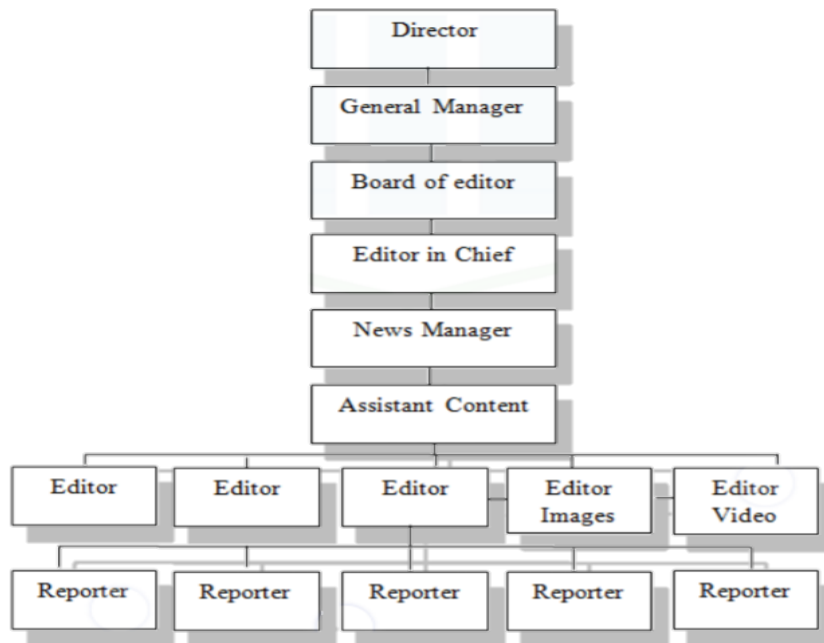 Director
General Manager
Board of editor
Editor in Chief
News Manager
Assistant Content
Editor
Editor
Editor
Editor
Images
Editor
Video
Reporter
Reporter
Reporter
Reporter
Reporter